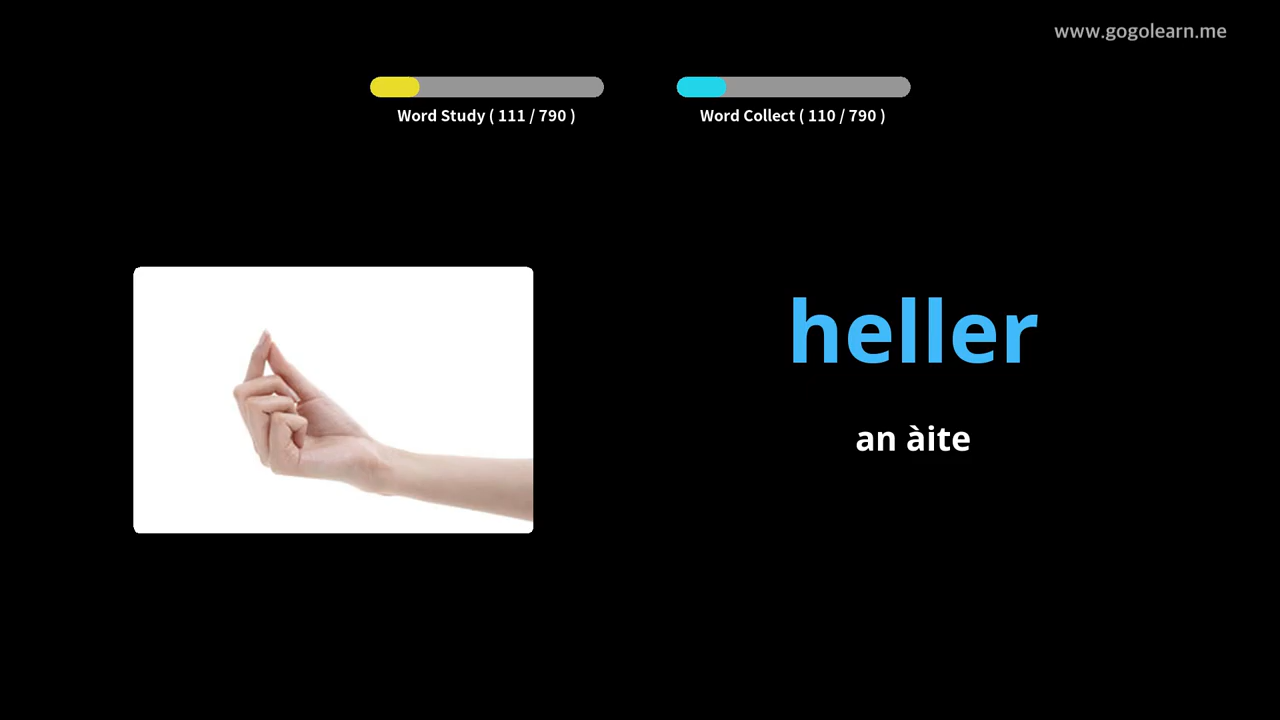 www.gogolearn.me
Word Study ( 111 / 790 )
Word Collect ( 110 / 790 )
heller
an àite